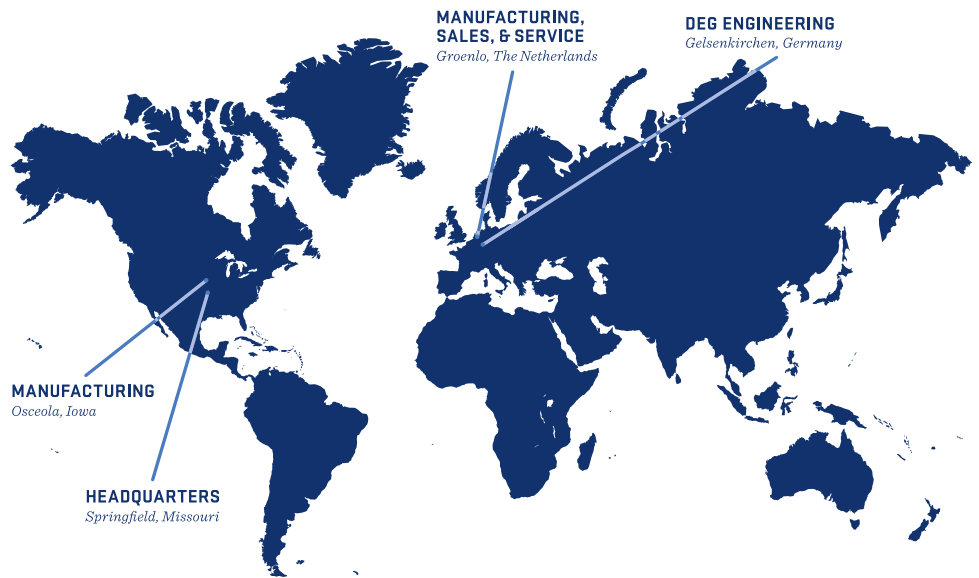 MANUFACTURING,
SALES, & SERVICE
Groenlo, The Netherlands
DEG ENGINEERING
Gelsenkirchen, Germany
MANUFACTURING
Osceola, Iowa
HEADQUARTERS
Springfield, Missouri